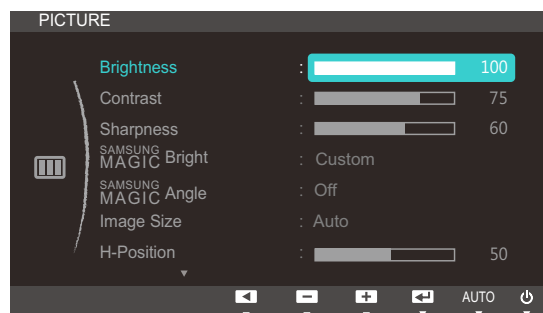 PICTURE
Brightness : 100
Contrast : 75
Sharpness : 60
SAMSUNG
MAGIC Bright : Custom
SAMSUNG
MAGIC Angle : Off
Image Size : Auto
H-Position : 50
AUTO